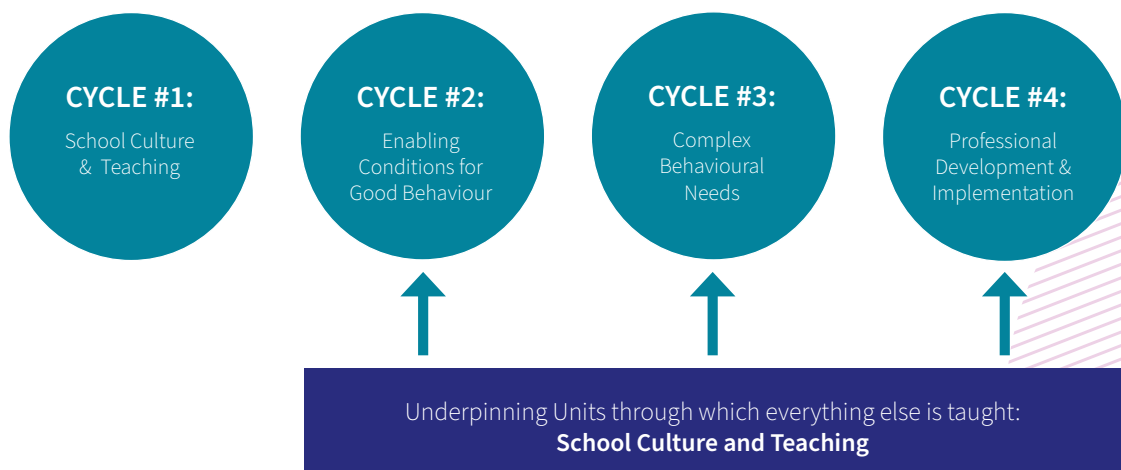 CYCLE #1:
School Culture
& Teaching
CYCLE #2:
Enabling
Conditions for
Good Behaviour
CYCLE #3:
Complex
Behavioural
Needs
CYCLE #4:
Professional
Development &
Implementation
Underpinning Units through which everything else is taught:
School Culture and Teaching